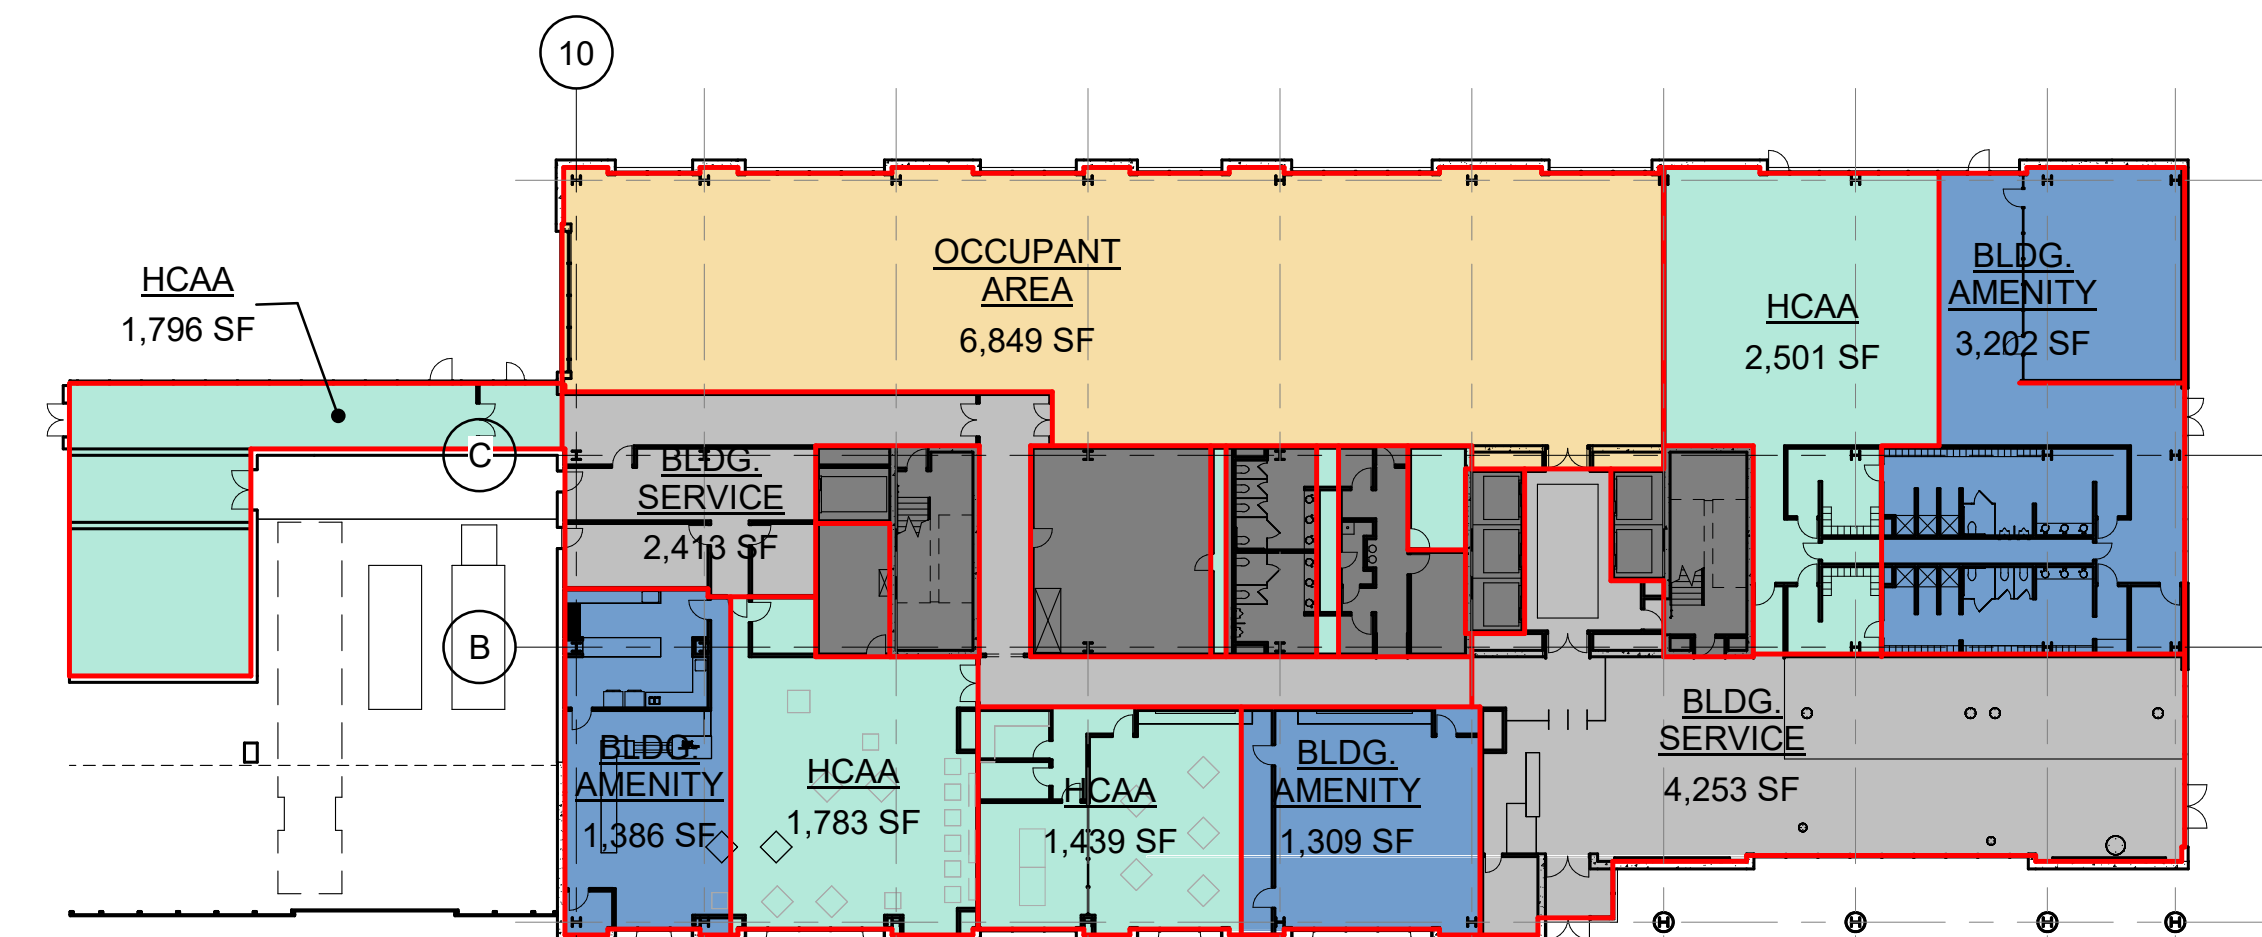 10
OCCUPANT
AREA
6,849 SF
HCAA
1,796 SF
HCAA
2,501 SF
BLDG.
AMENITY
3,202 SF
C
BLDG.
SERVICE
2,413 SF
B
BLDG.
AMENITY
1,386 SF
HCAA
1,783 SF
HCAA
1,439 SF
BLDG.
AMENITY
1,309 SF
BLDG.
SERVICE
4,253 SF